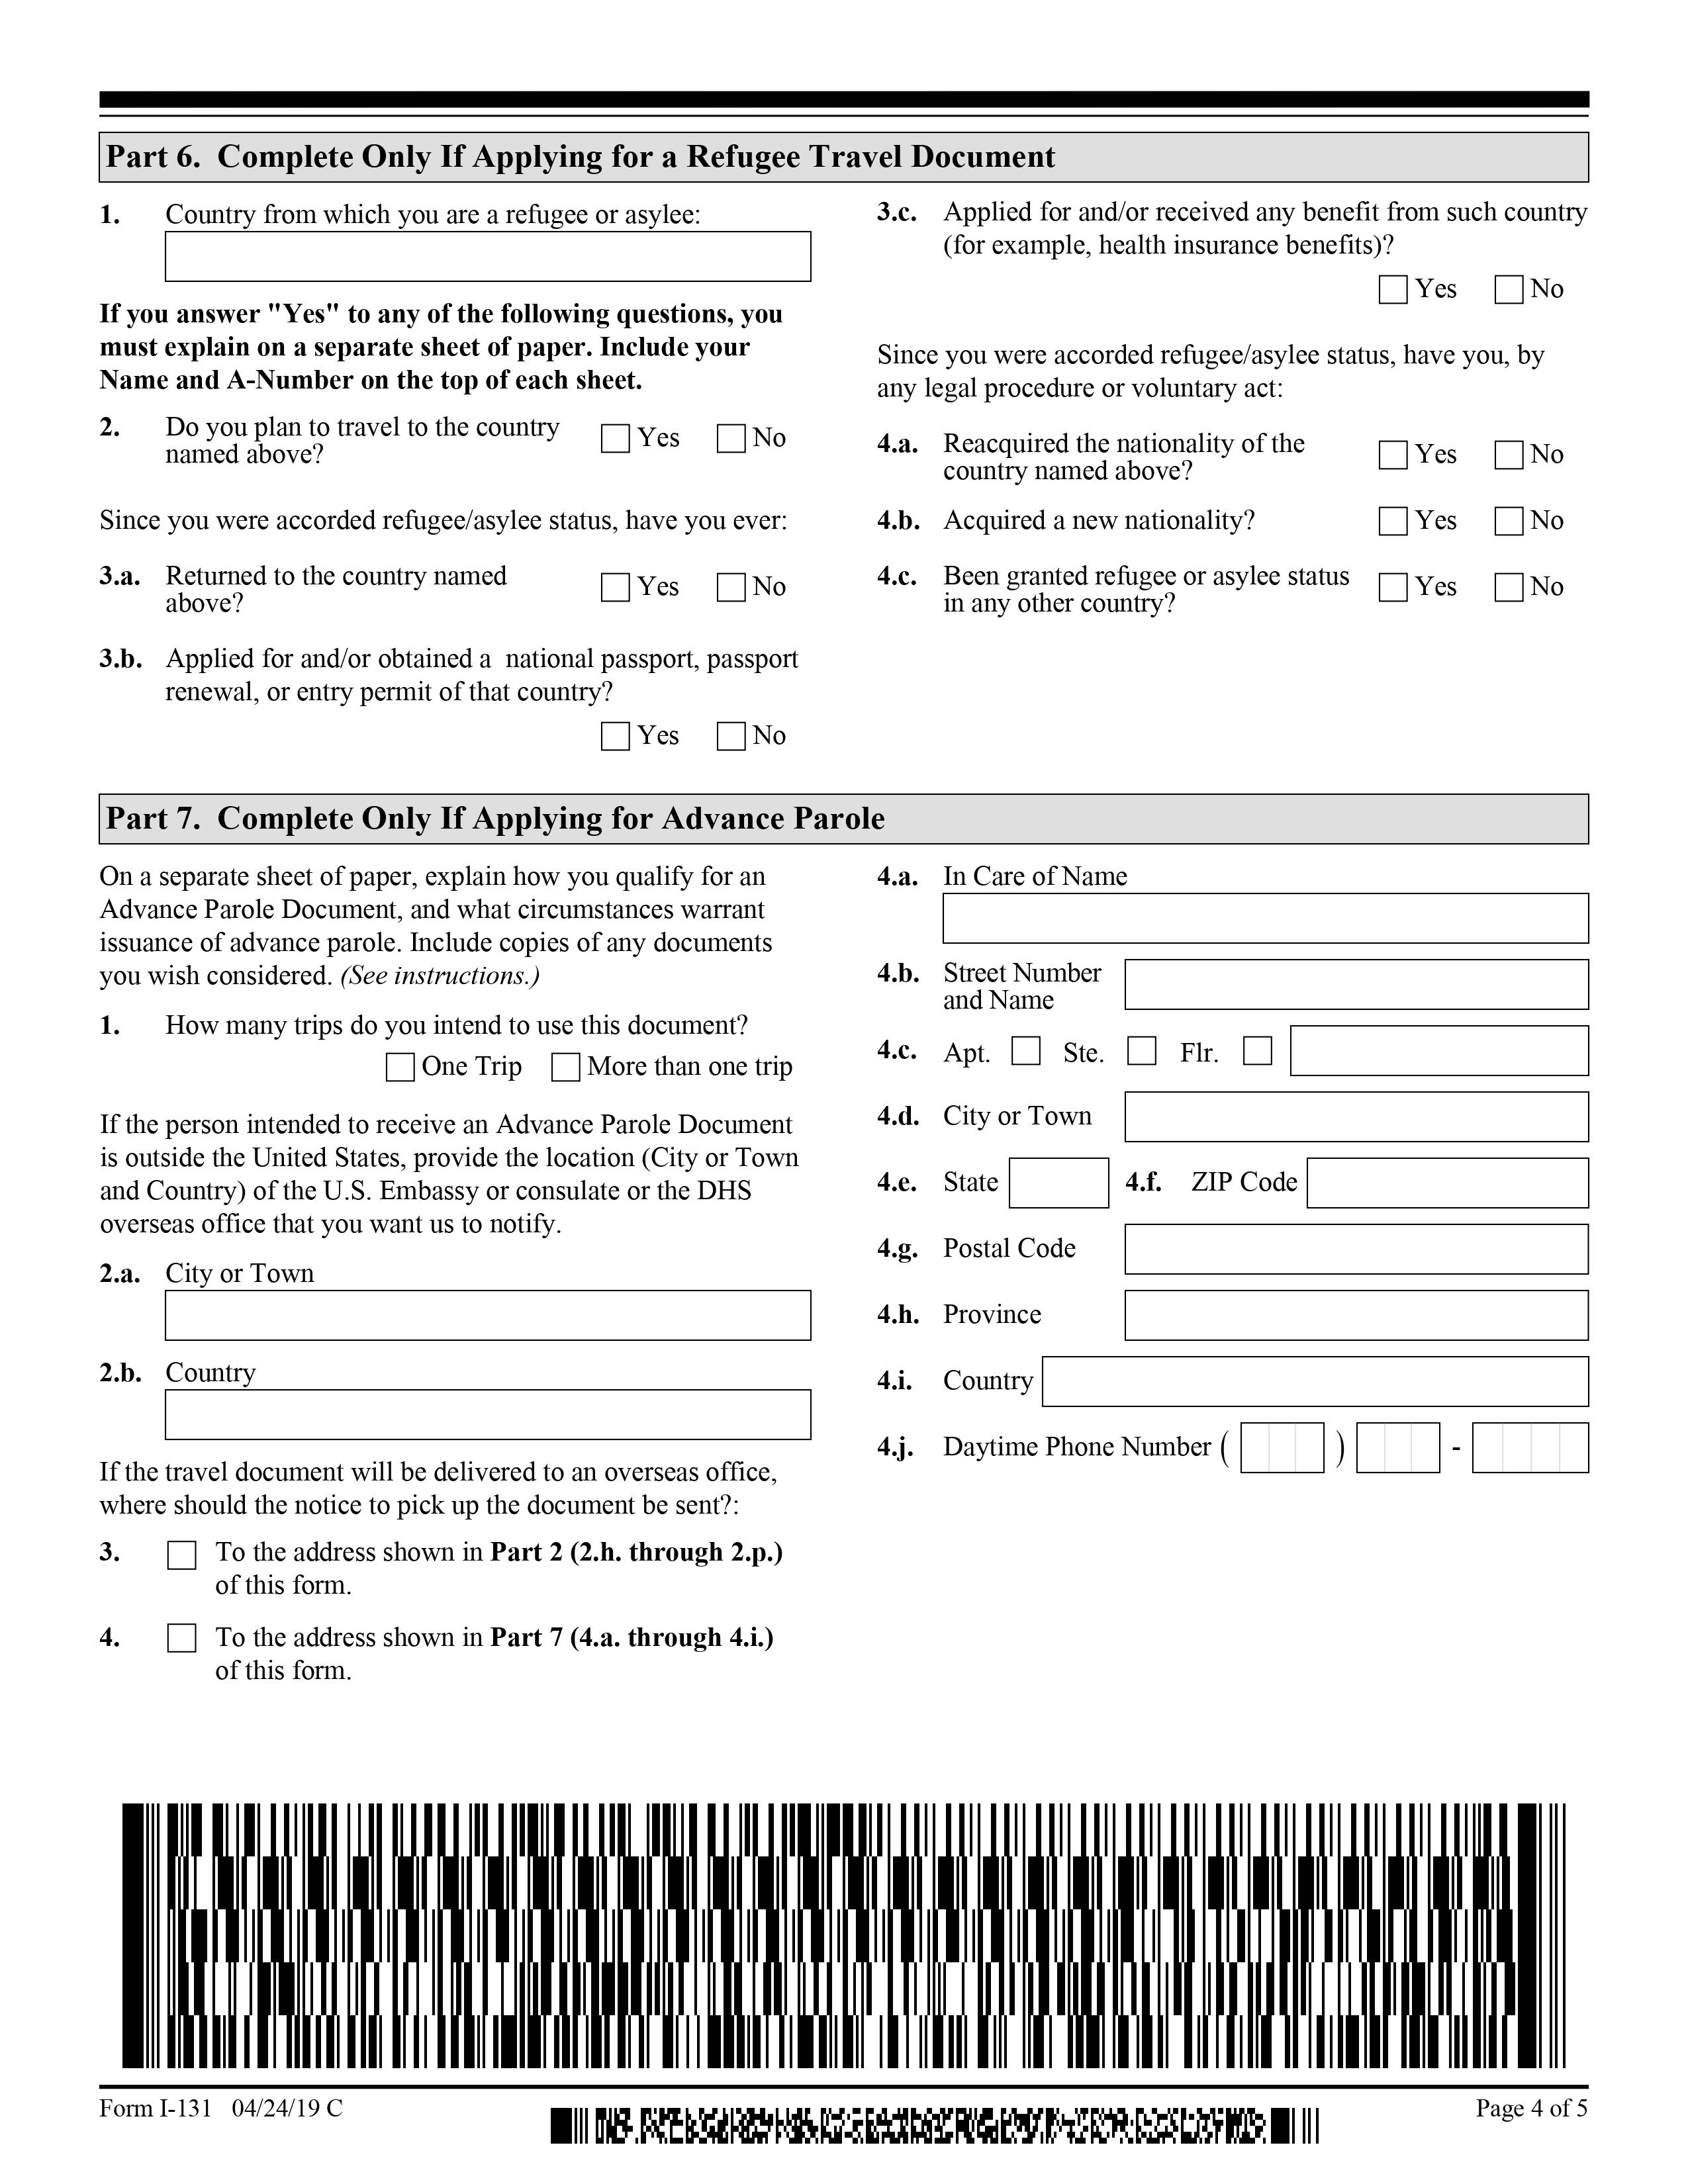 Part 6.  Complete Only If Applying for a Refugee Travel Document
1. Country from which you are a refugee or asylee:
If you answer "Yes" to any of the following questions, you
must explain on a separate sheet of paper. Include your
Name and A-Number on the top of each sheet.
2. Do you plan to travel to the country Yes No
named above?
Since you were accorded refugee/asylee status, have you ever:
3.a. Returned to the country named Yes No
above?
3.b. Applied for and/or obtained a  national passport, passport
renewal, or entry permit of that country?
Yes No
3.c. Applied for and/or received any benefit from such country
(for example, health insurance benefits)?
Yes No
Since you were accorded refugee/asylee status, have you, by
any legal procedure or voluntary act:
4.a. Reacquired the nationality of the Yes No
country named above?
4.b. Acquired a new nationality? Yes No
4.c. Been granted refugee or asylee status Yes No
in any other country?
Part 7.  Complete Only If Applying for Advance Parole
On a separate sheet of paper, explain how you qualify for an
Advance Parole Document, and what circumstances warrant
issuance of advance parole. Include copies of any documents
you wish considered. (See instructions.)
1. How many trips do you intend to use this document?
One Trip More than one trip
If the person intended to receive an Advance Parole Document
is outside the United States, provide the location (City or Town
and Country) of the U.S. Embassy or consulate or the DHS
overseas office that you want us to notify.
2.a. City or Town
2.b. Country
If the travel document will be delivered to an overseas office,
where should the notice to pick up the document be sent?:
3. To the address shown in Part 2 (2.h. through 2.p.)
of this form.
4. To the address shown in Part 7 (4.a. through 4.i.)
of this form.
4.a. In Care of Name
4.b. Street Number
and Name
4.c. Apt. Ste. Flr.
4.d. City or Town
4.e. State 4.f. ZIP Code
4.g. Postal Code
4.h. Province
4.i. Country
4.j. Daytime Phone Number ( ) -
Form I-131   04/24/19 C
Page 4 of 5